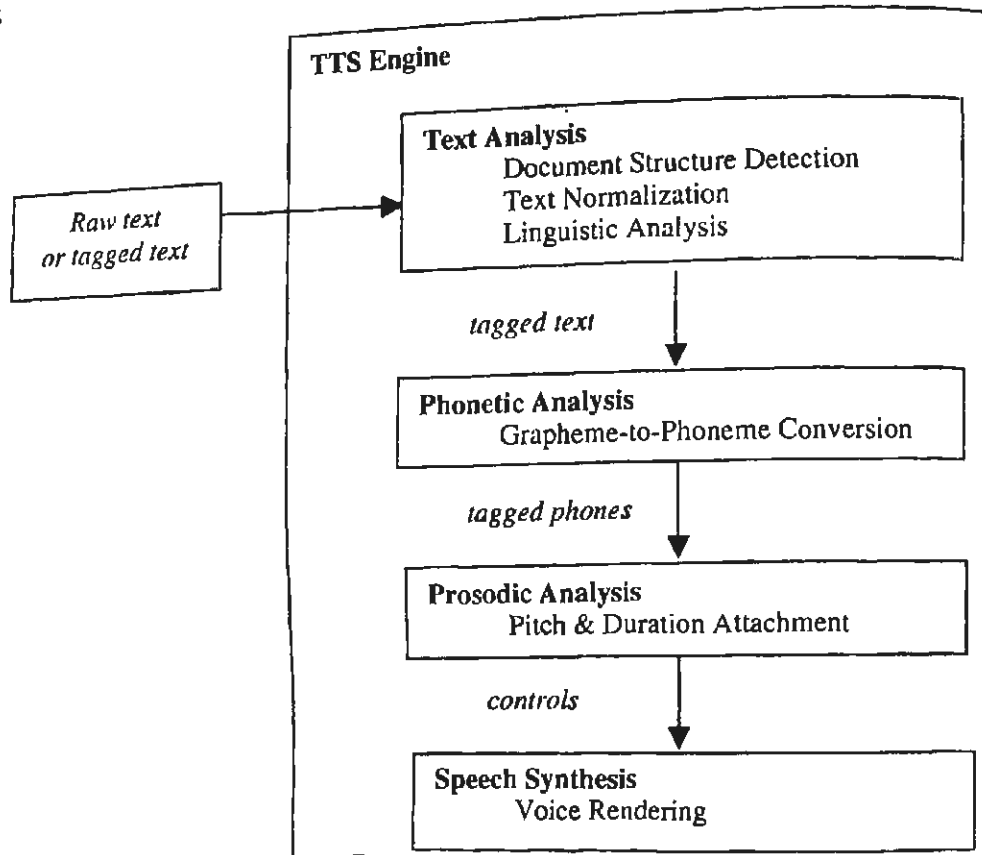 TTS Engine
Text Analysis
Document Structure Detection
Text Normalization
Linguistic Analysis
Raw text
or tagged text
tagged text
Phonetic Analysis
Grapheme-to-Phoneme Conversion
tagged phones
Prosodic Analysis
Pitch & Duration Attachment
controls
Speech Synthesis
Voice Rendering